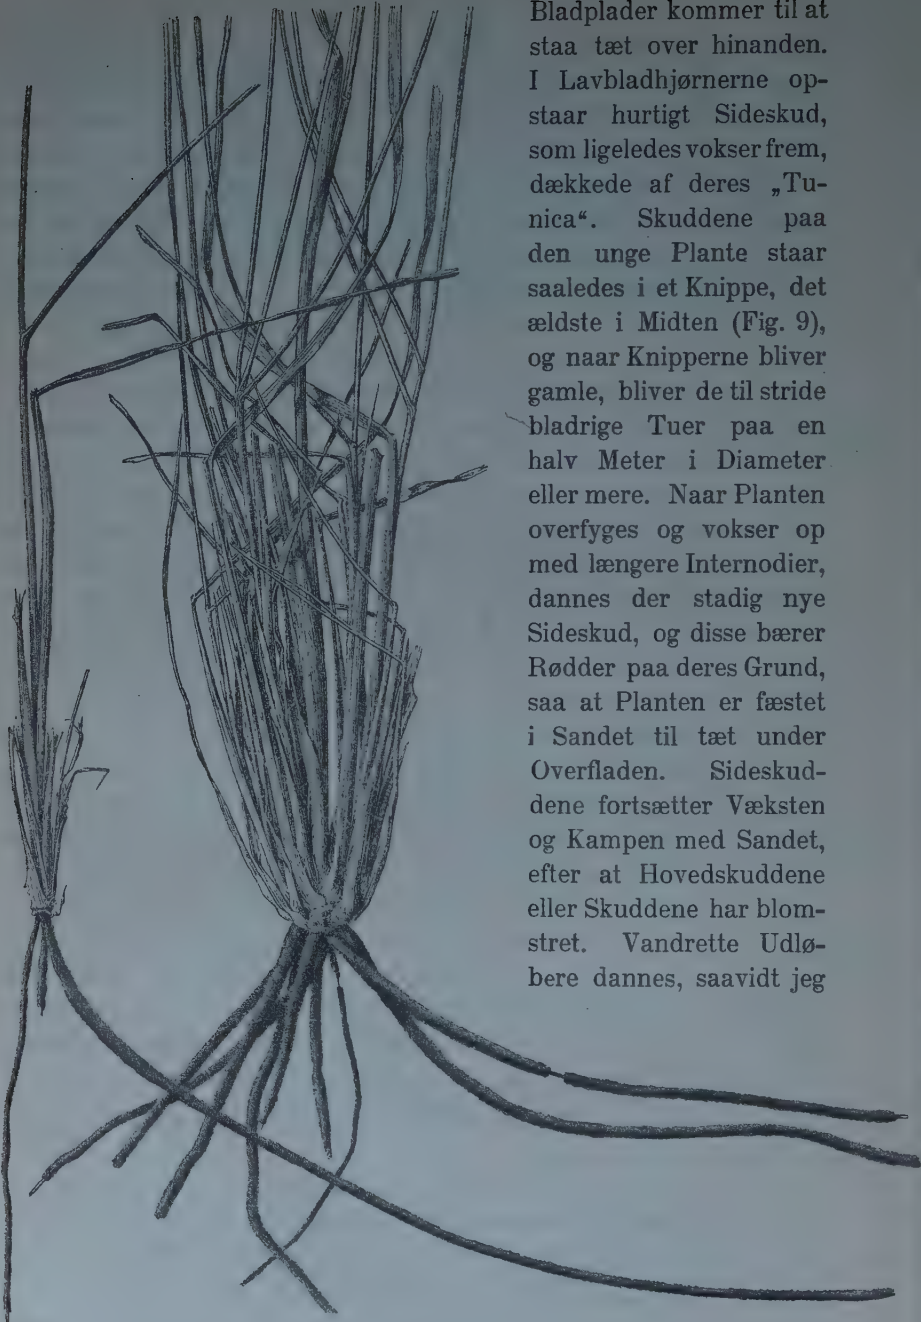 Bladplader kommer til at
staa tæt over hinanden.
I Lavbladhjørnerne op-
staar hurtigt Sideskud,
som ligeledes vokser frem,
dækkede af deres „Tu-
nica“. Skuddene paa
den unge Plante staar
saaledes i et Knippe, det
ældste i Midten (Fig. 9),
og naar Knipperne bliver
gamle, bliver de til stride
bladrige Tuer paa en
halv Meter i Diameter
eller mere. Naar Planten
overfyges og vokser op
med længere Internodier,
dannes der stadig nye
Sideskud, og disse bærer
Rødder paa deres Grund,
saa at Planten er fæstet
i Sandet til tæt under
Overfladen. Sideskud-
dene fortsætter Væksten
og Kampen med Sandet,
efter at Hovedskuddene
eller Skuddene har blom-
stret. Vandrette Udlø-
bere dannes, saavidt jeg